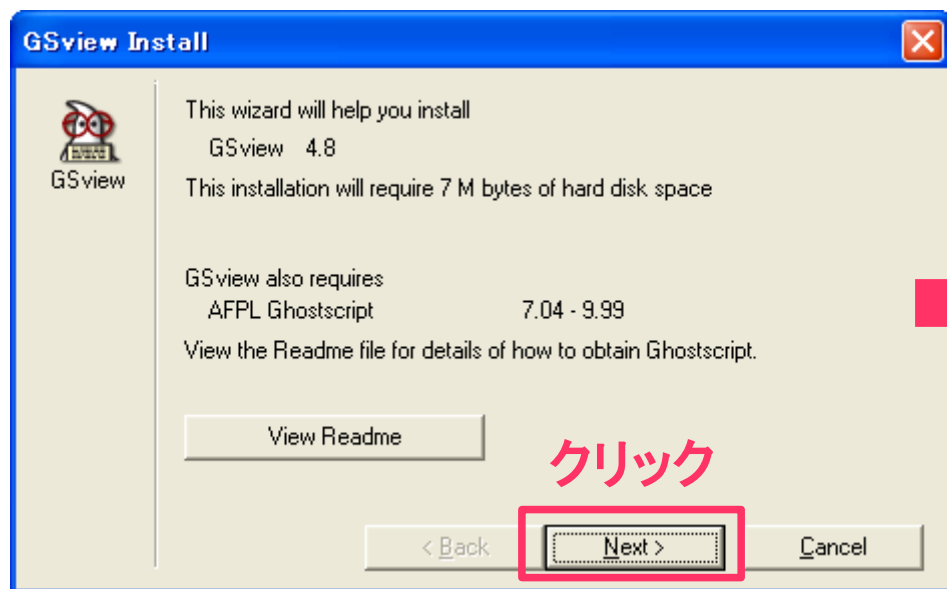 GSview Install
GSview
This wizard will help you install
GSview 4.8
This installation will require 7 M bytes of hard disk space
GSview also requires
AFPL Ghostscript 7.04 - 9.99
View the Readme file for details of how to obtain Ghostscript.
View Readme
クリック
< Back Next > Cancel